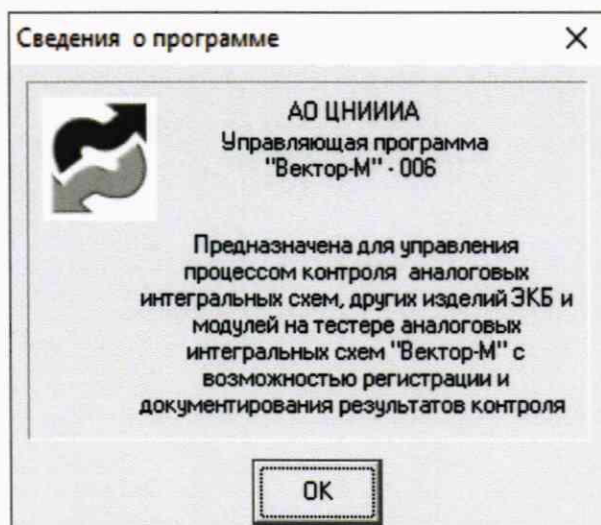 Сведения о программе
АО ЦНИИИА
Управляющая программа
"Вектор-М" - 006
Предназначена для управления
процессом контроля аналоговых
интегральных схем, других изделий ЭКБ и
модулей на тестере аналоговых
интегральных схем "Вектор-М" с
возможностью регистрации и
документирования результатов контроля
OK